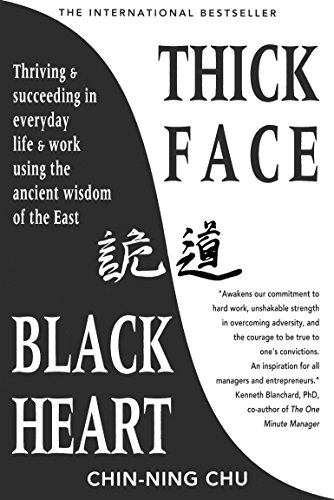 THE INTERNATIONAL BESTSELLER
Thriving &
succeeding in
everyday
life & work
using the
ancient wisdom
of the East
THICK
FACE
詭道
BLACK
HEART
"Awakens our commitment to
hard work, unshakable strength
in overcoming adversity, and
the courage to be true to
one's convictions.
An inspiration for all
managers and entrepreneurs."
Kenneth Blanchard, PhD,
co-author of The One
Minute Manager
CHIN-NING CHU